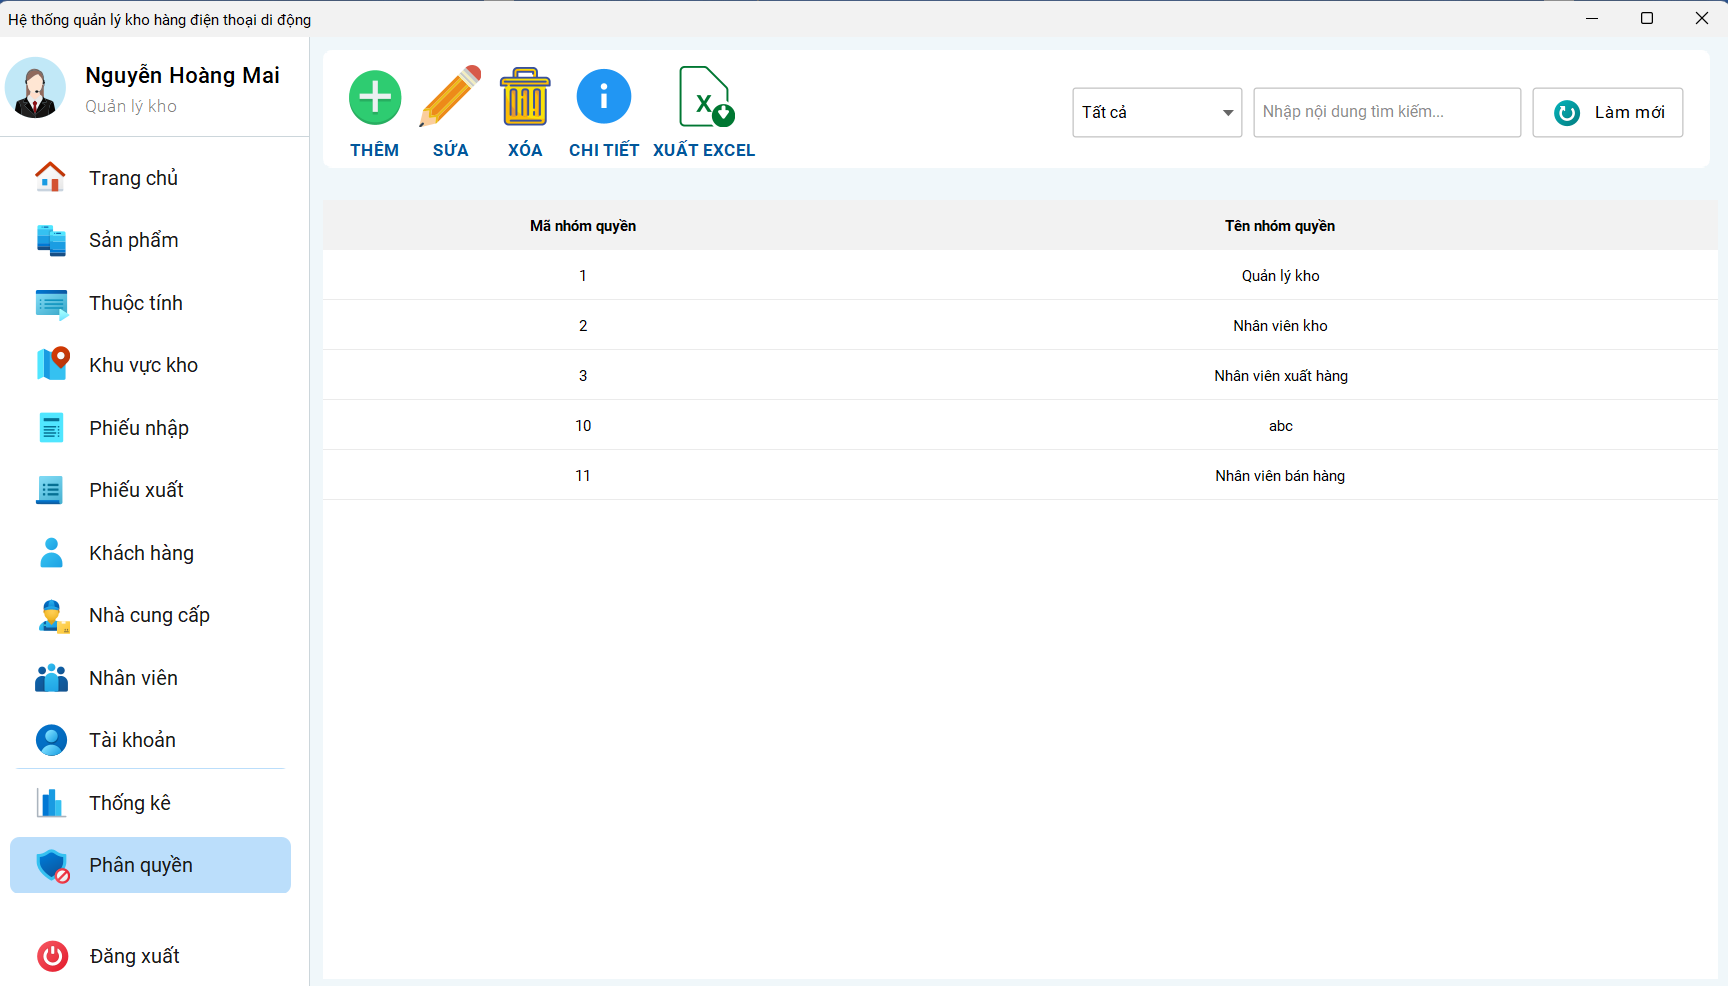 Hệ thống quản lý kho hàng điện thoại di động
Nguyễn Hoàng Mai
Quản lý kho
Trang chủ
Sản phẩm
Thuộc tính
Khu vực kho
Phiếu nhập
Phiếu xuất
Khách hàng
Nhà cung cấp
Nhân viên
Tài khoản
Thống kê
Phân quyền
Đăng xuất
THÊM SỬA XÓA CHI TIẾT XUẤT EXCEL
Tất cả Nhập nội dung tìm kiếm... Làm mới
Mã nhóm quyền Tên nhóm quyền
1 Quản lý kho
2 Nhân viên kho
3 Nhân viên xuất hàng
10 abc
11 Nhân viên bán hàng